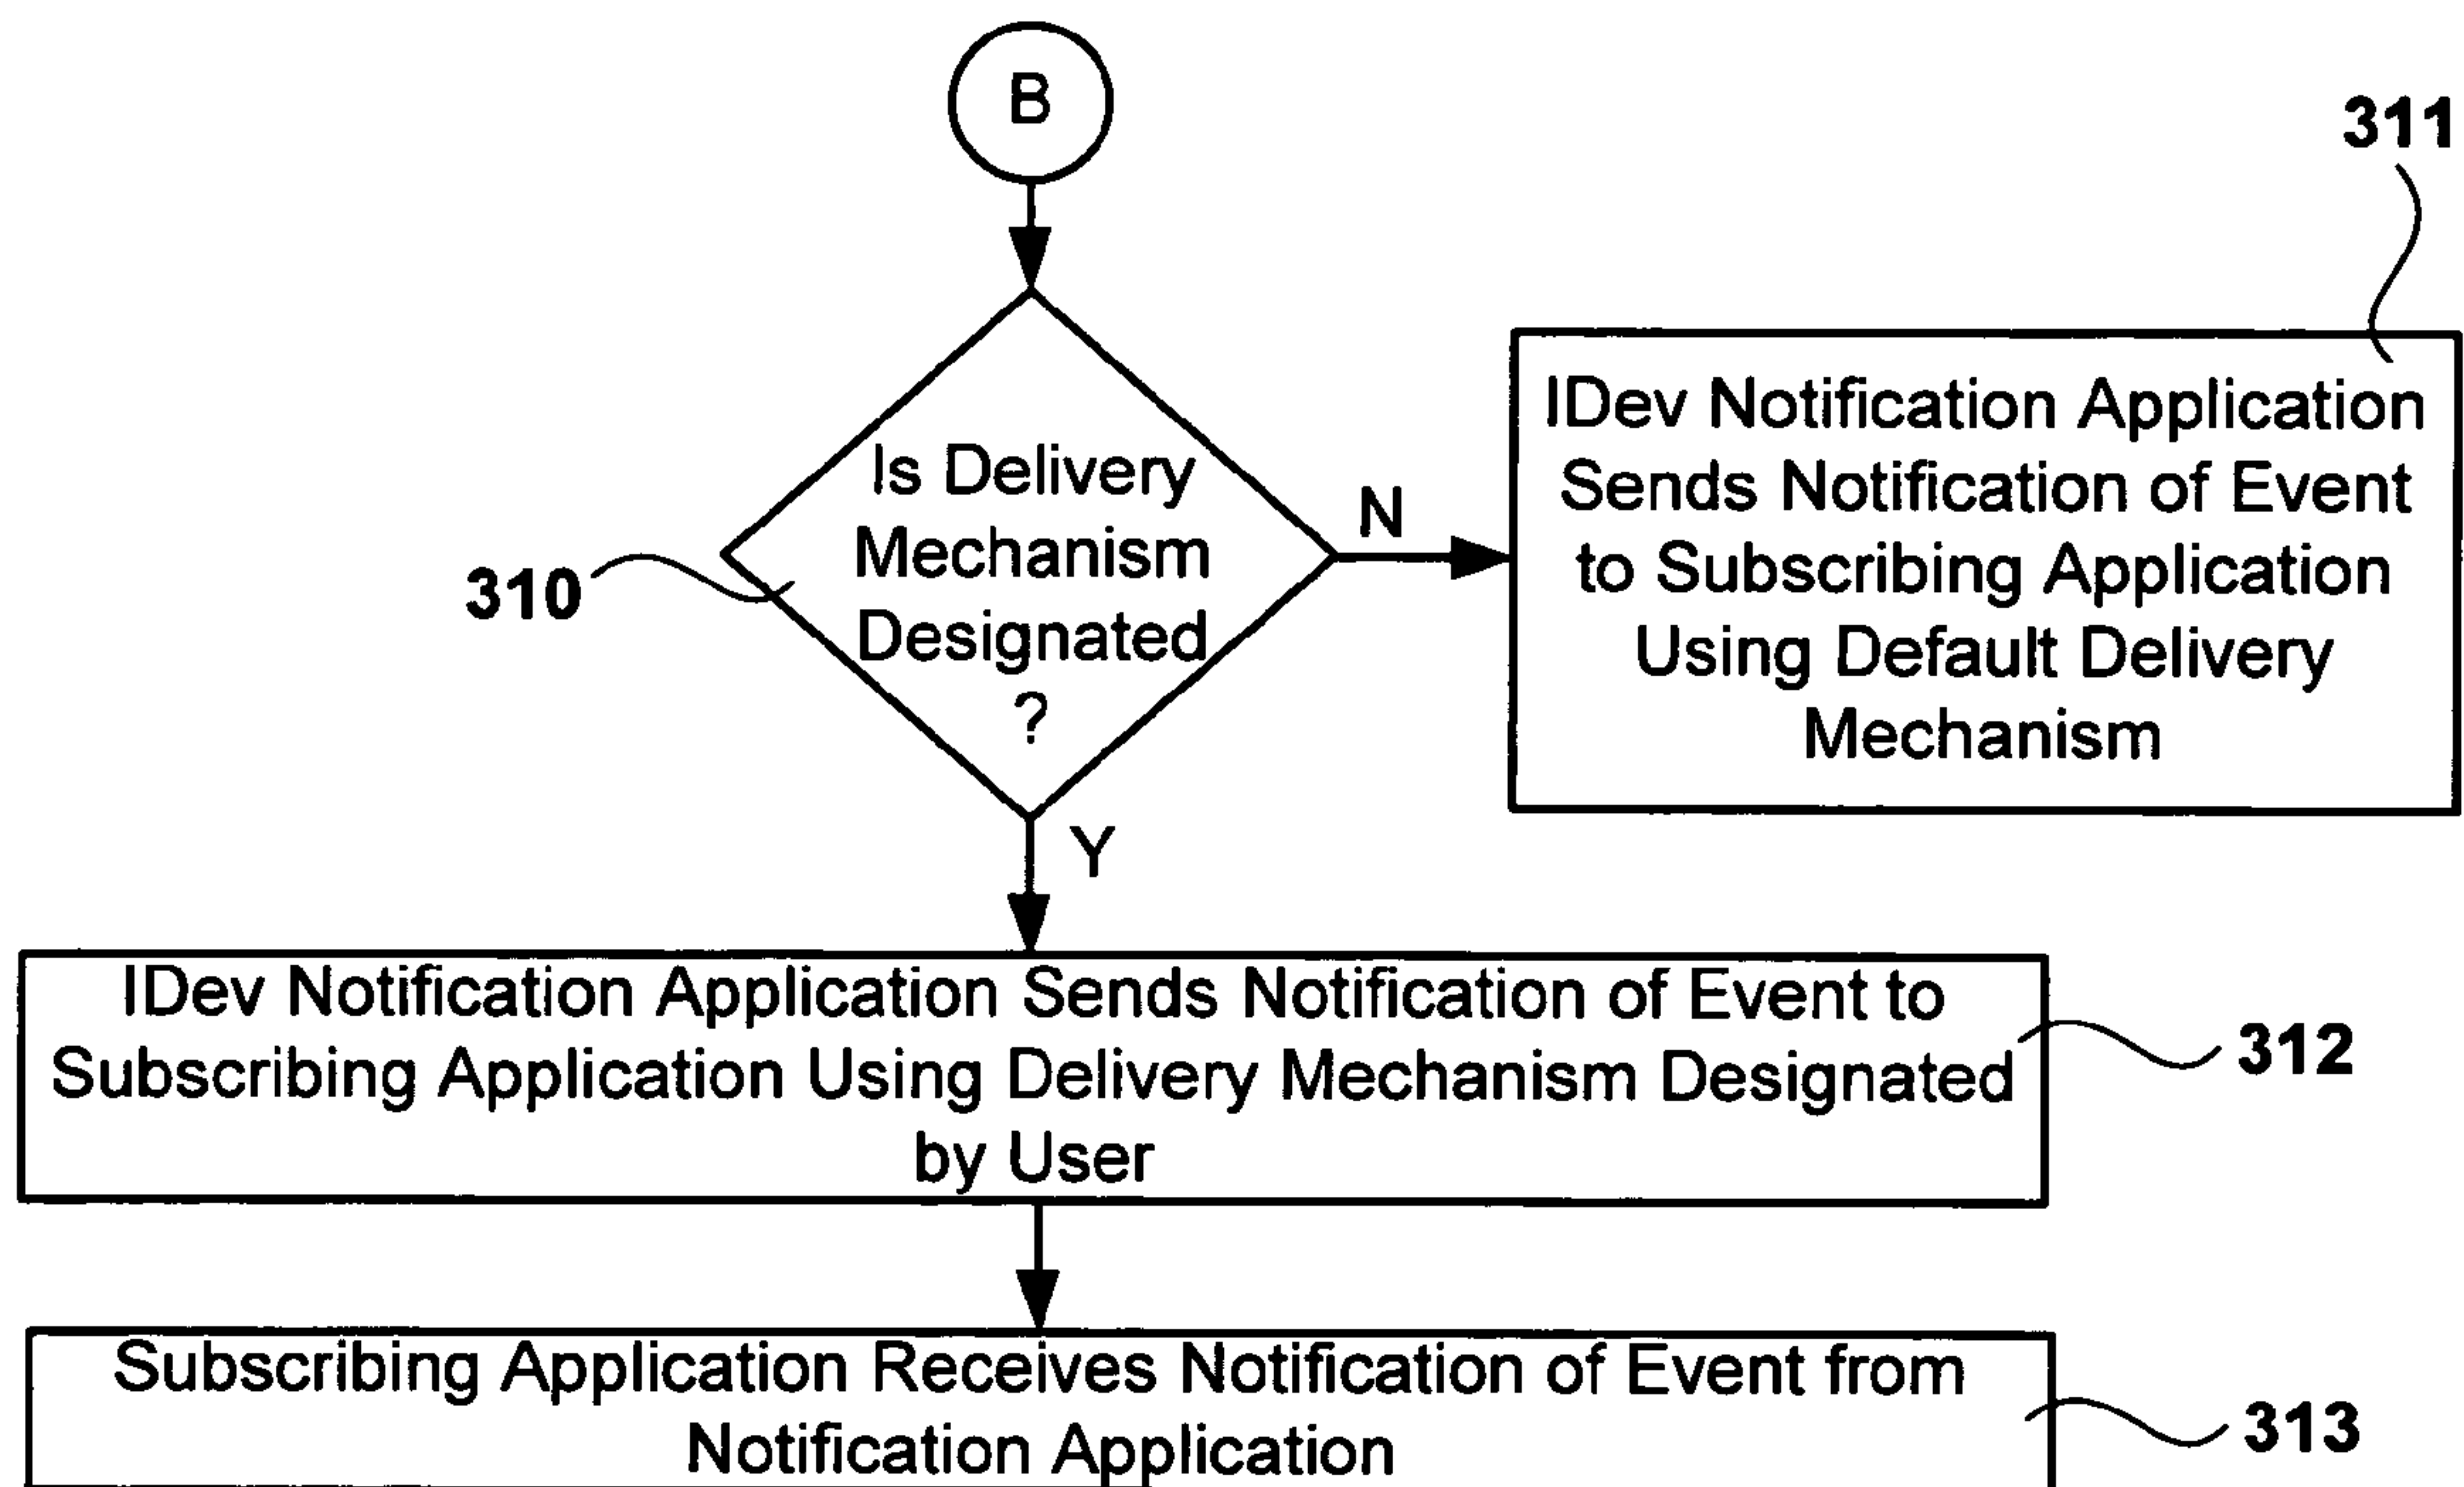 B
311
Is Delivery
Mechanism
Designated
?
310
N
IDev Notification Application
Sends Notification of Event
to Subscribing Application
Using Default Delivery
Mechanism
Y
IDev Notification Application Sends Notification of Event to
Subscribing Application Using Delivery Mechanism Designated
by User
312
Subscribing Application Receives Notification of Event from
Notification Application
313